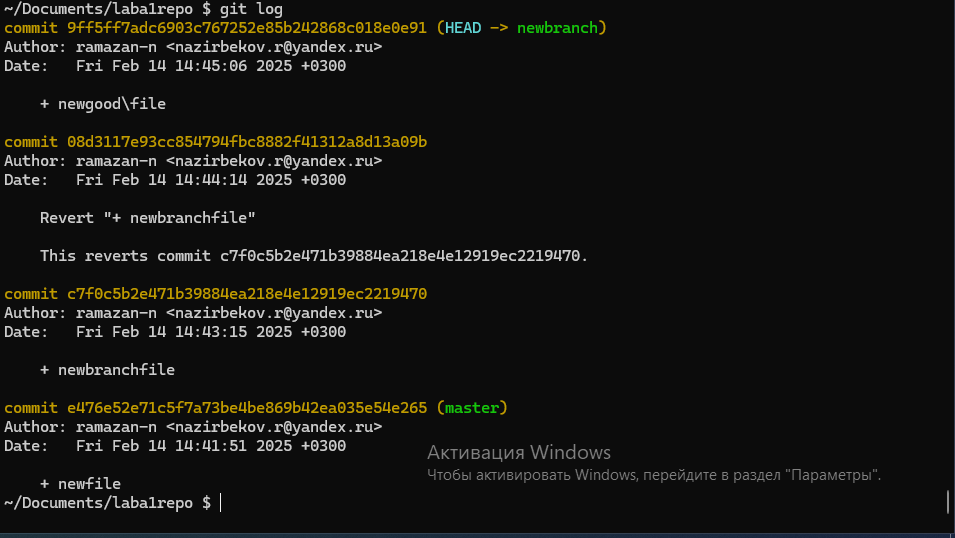 ~/Documents/laba1repo $ git log
commit 9ff5ff7adc6903c767252e85b242868c018e0e91 (HEAD -> newbranch)
Author: ramazan-n <nazirbekov.r@yandex.ru>
Date:   Fri Feb 14 14:45:06 2025 +0300
    + newgood\file
commit 08d3117e93cc854794fbc8882f41312a8d13a09b
Author: ramazan-n <nazirbekov.r@yandex.ru>
Date:   Fri Feb 14 14:44:14 2025 +0300
    Revert "+ newbranchfile"
    This reverts commit c7f0c5b2e471b39884ea218e4e12919ec2219470.
commit c7f0c5b2e471b39884ea218e4e12919ec2219470
Author: ramazan-n <nazirbekov.r@yandex.ru>
Date:   Fri Feb 14 14:43:15 2025 +0300
    + newbranchfile
commit e476e52e71c5f7a73be4be869b42ea035e54e265 (master)
Author: ramazan-n <nazirbekov.r@yandex.ru>
Date:   Fri Feb 14 14:41:51 2025 +0300
    + newfile
~/Documents/laba1repo $
Активация Windows
Чтобы активировать Windows, перейдите в раздел "Параметры".